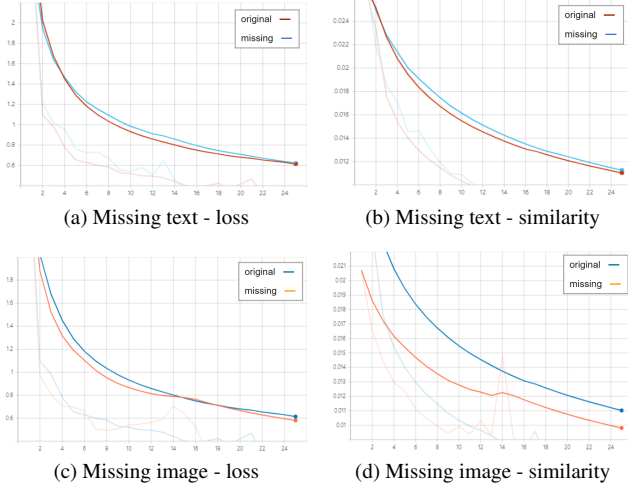 2
1.8
1.6
1.4
1.2
1
0.8
0.6
original
missing
2 4 6 8 10 12 14 16 18 20 22 24
(a) Missing text - loss
0.024
0.022
0.02
0.018
0.016
0.014
0.012
original
missing
2 4 6 8 10 12 14 16 18 20 22 24
(b) Missing text - similarity
1.8
1.6
1.4
1.2
1
0.8
0.6
original
missing
2 4 6 8 10 12 14 16 18 20 22 24
(c) Missing image - loss
0.021
0.02
0.019
0.018
0.017
0.016
0.015
0.014
0.013
0.012
0.011
0.01
original
missing
2 4 6 8 10 12 14 16 18 20 22 24
(d) Missing image - similarity